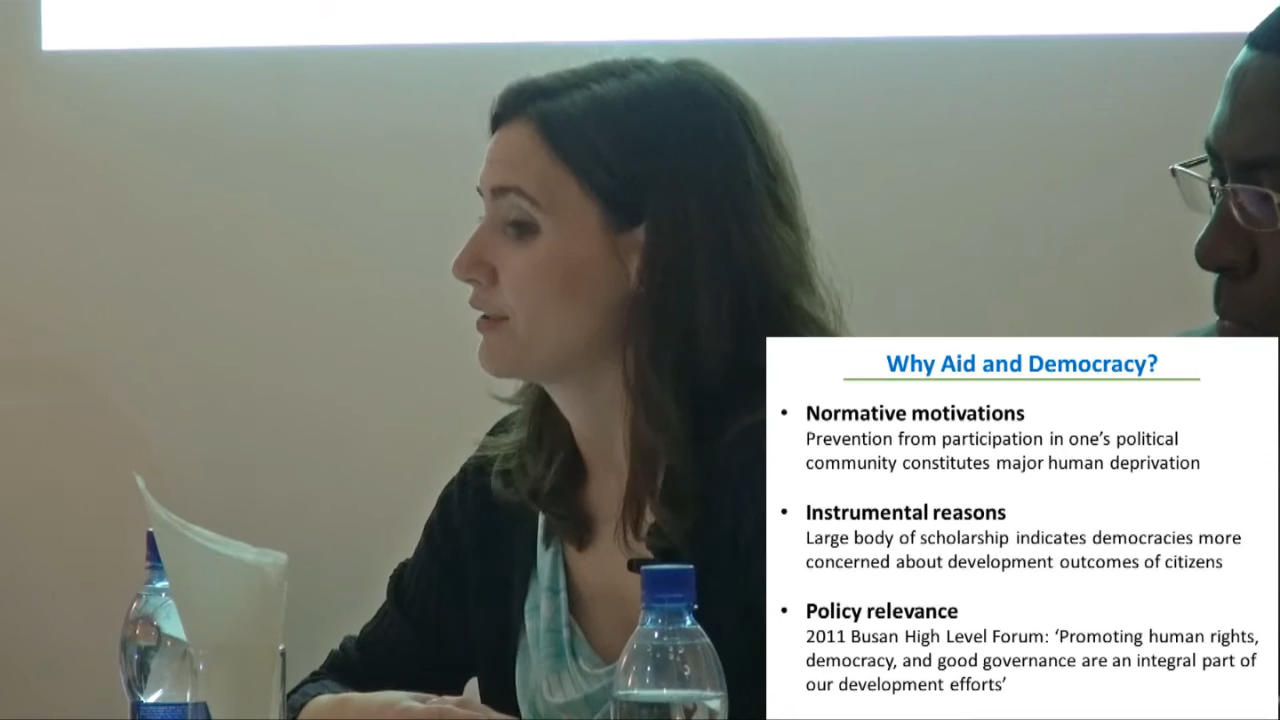 Why Aid and Democracy?
• Normative motivations
Prevention from participation in one's political
community constitutes major human deprivation
• Instrumental reasons
Large body of scholarship indicates democracies more
concerned about development outcomes of citizens
• Policy relevance
2011 Busan High Level Forum: ‘Promoting human rights,
democracy, and good governance are an integral part of
our development efforts’